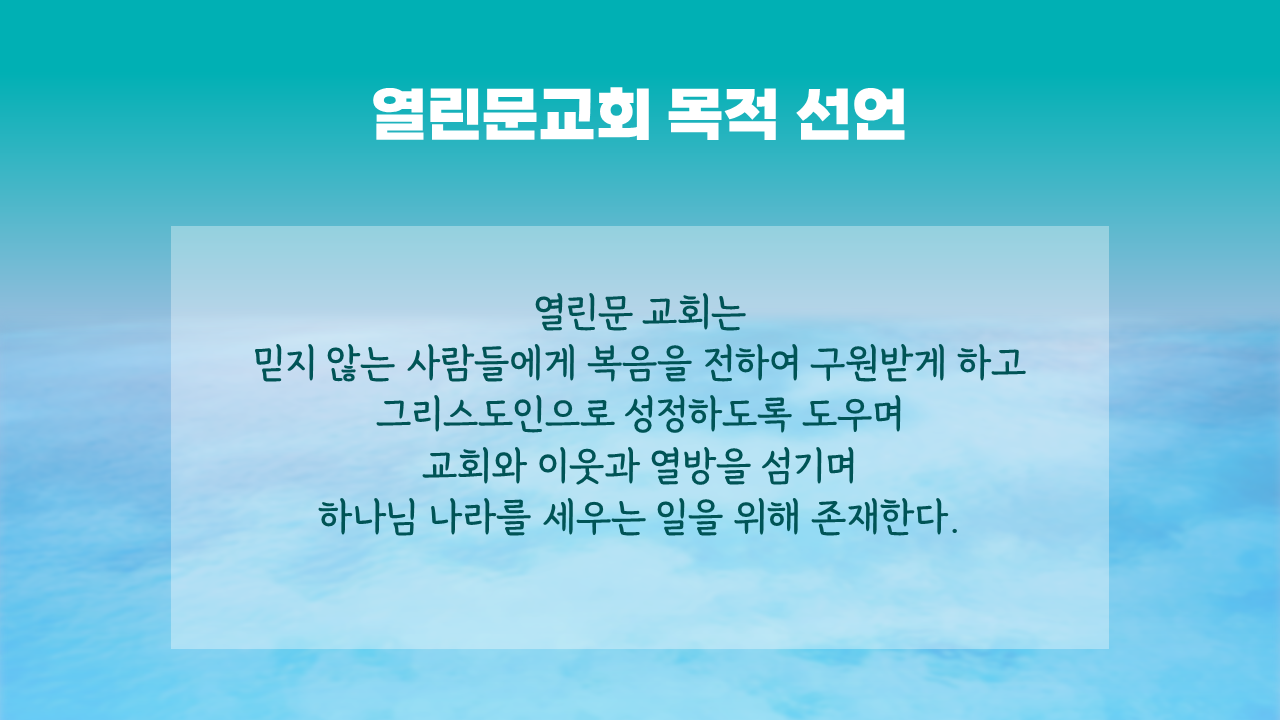 열린문교회 목적 선언
열린문 교회는
믿지 않는 사람들에게 복음을 전하여 구원받게 하고
그리스도인으로 성정하도록 도우며
교회와 이웃과 열방을 섬기며
하나님 나라를 세우는 일을 위해 존재한다.